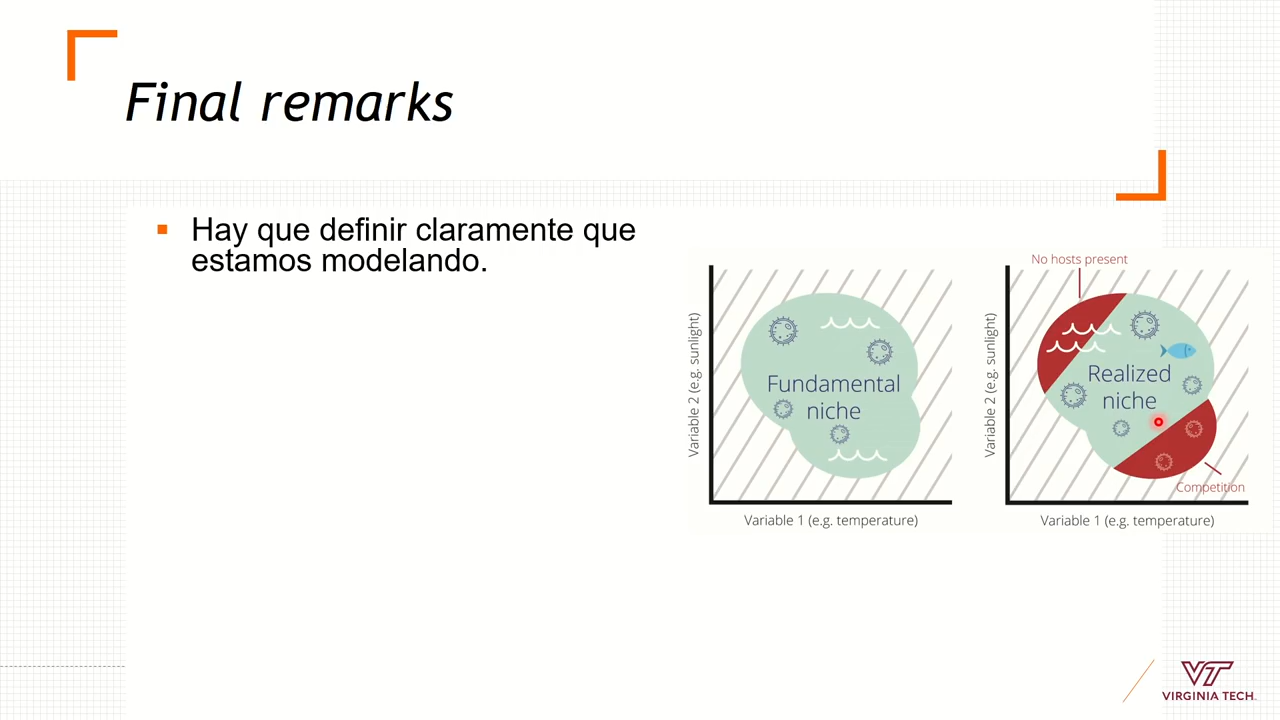 Final remarks
Hay que definir claramente que
estamos modelando.
Variable 2 (e.g. sunlight)
Fundamental
niche
Variable 1 (e.g. temperature)
No hosts present
Variable 2 (e.g. sunlight)
Realized
niche
Competition
Variable 1 (e.g. temperature)
VT
VIRGINIA TECH